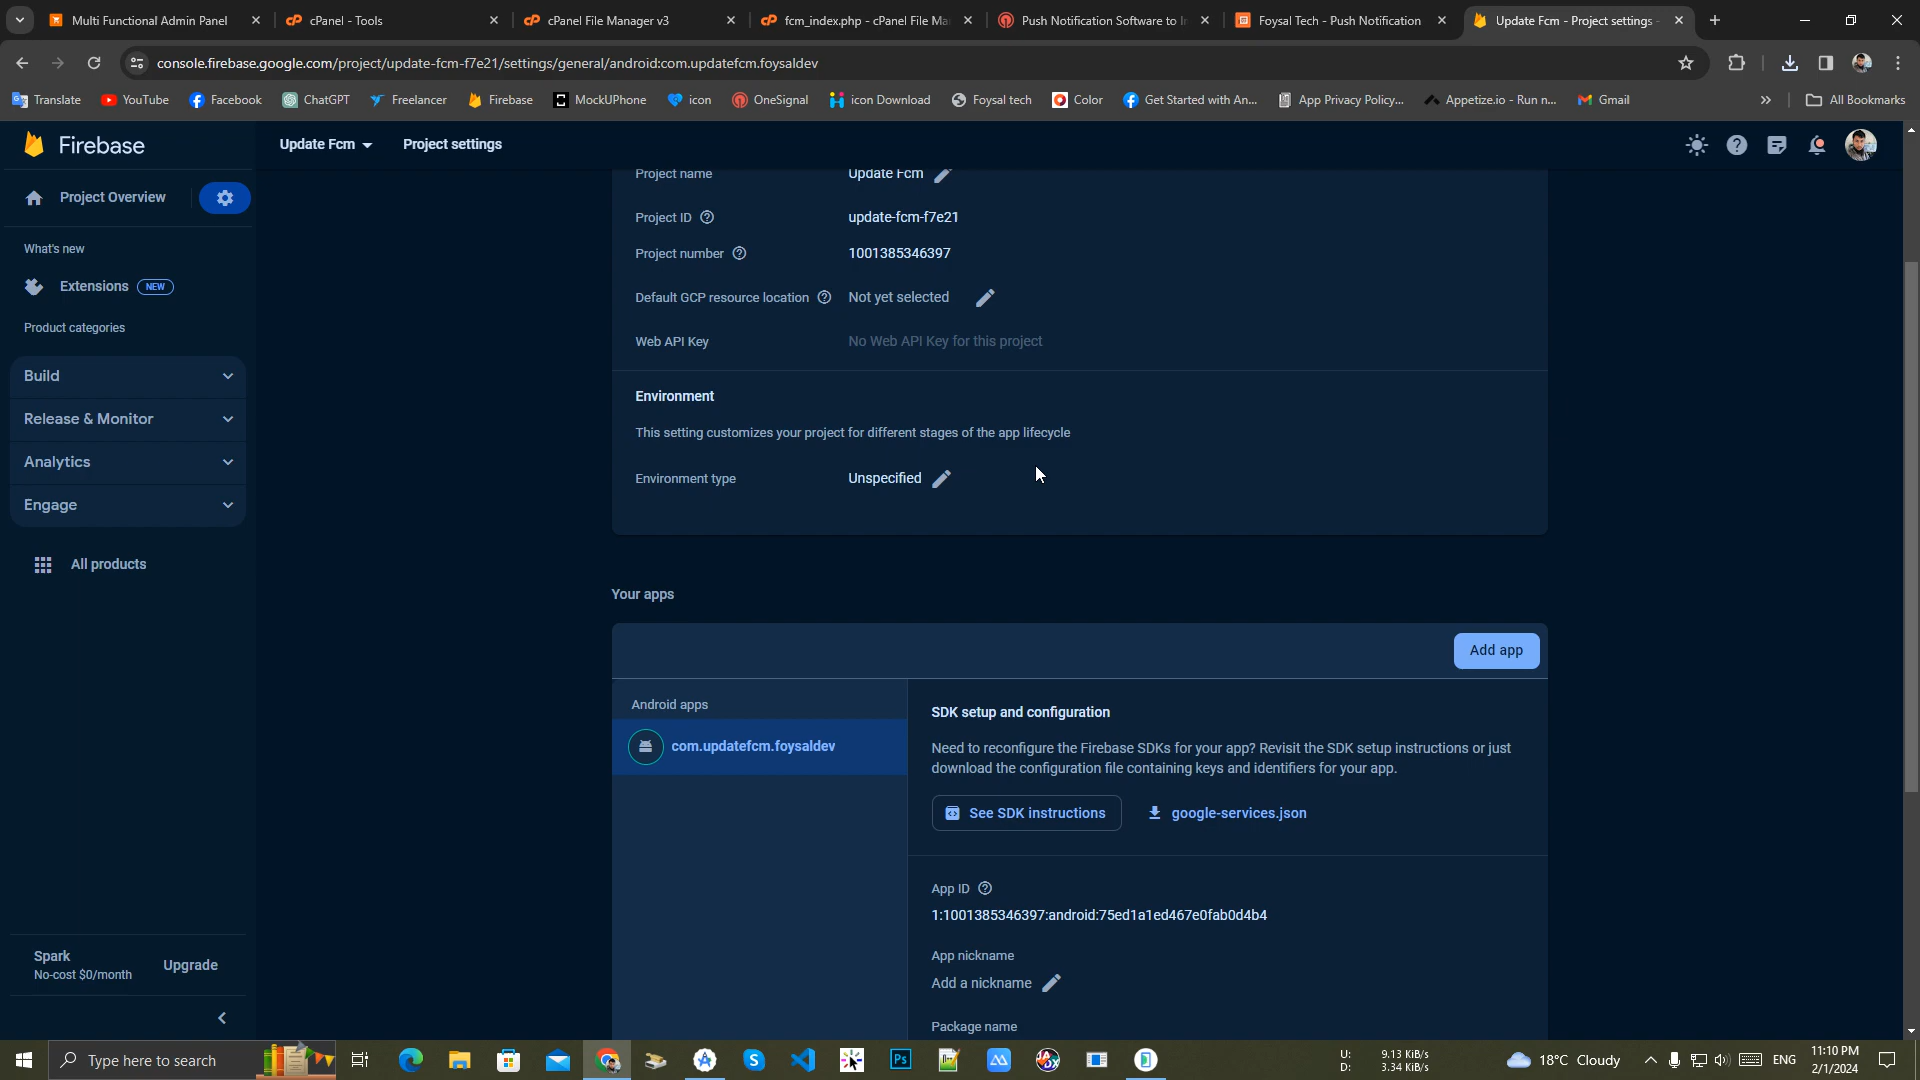 Multi Functional Admin Panel
cPanel - Tools
cPanel File Manager v3
fcm_index.php - cPanel File Ma
Push Notification Software to In
Foysal Tech - Push Notification
Update Fcm - Project settings -
console.firebase.google.com/project/update-fcm-f7e21/settings/general/android:com.updatefcm.foysaldev
Translate
YouTube
Facebook
ChatGPT
Freelancer
Firebase
MockUPhone
icon
OneSignal
icon Download
Foysal tech
Color
Get Started with An...
App Privacy Policy...
Appetize.io - Run n...
Gmail
All Bookmarks
Firebase
Update Fcm
Project settings
Project Overview
What's new
Extensions NEW
Product categories
Build
Release & Monitor
Analytics
Engage
All products
Spark
No-cost $0/month
Upgrade
Project name Update Fcm
Project ID update-fcm-f7e21
Project number 1001385346397
Default GCP resource location Not yet selected
Web API Key No Web API Key for this project
Environment
This setting customizes your project for different stages of the app lifecycle
Environment type Unspecified
Your apps
Add app
Android apps
com.updatefcm.foysaldev
SDK setup and configuration
Need to reconfigure the Firebase SDKs for your app? Revisit the SDK setup instructions or just
download the configuration file containing keys and identifiers for your app.
See SDK instructions
google-services.json
App ID
1:1001385346397:android:75ed1a1ed467e0fab0d4b4
App nickname
Add a nickname
Package name
Type here to search
Ps
U: 9.13 KiB/s
D: 3.34 KiB/s
18°C Cloudy
ENG
11:10 PM
2/1/2024